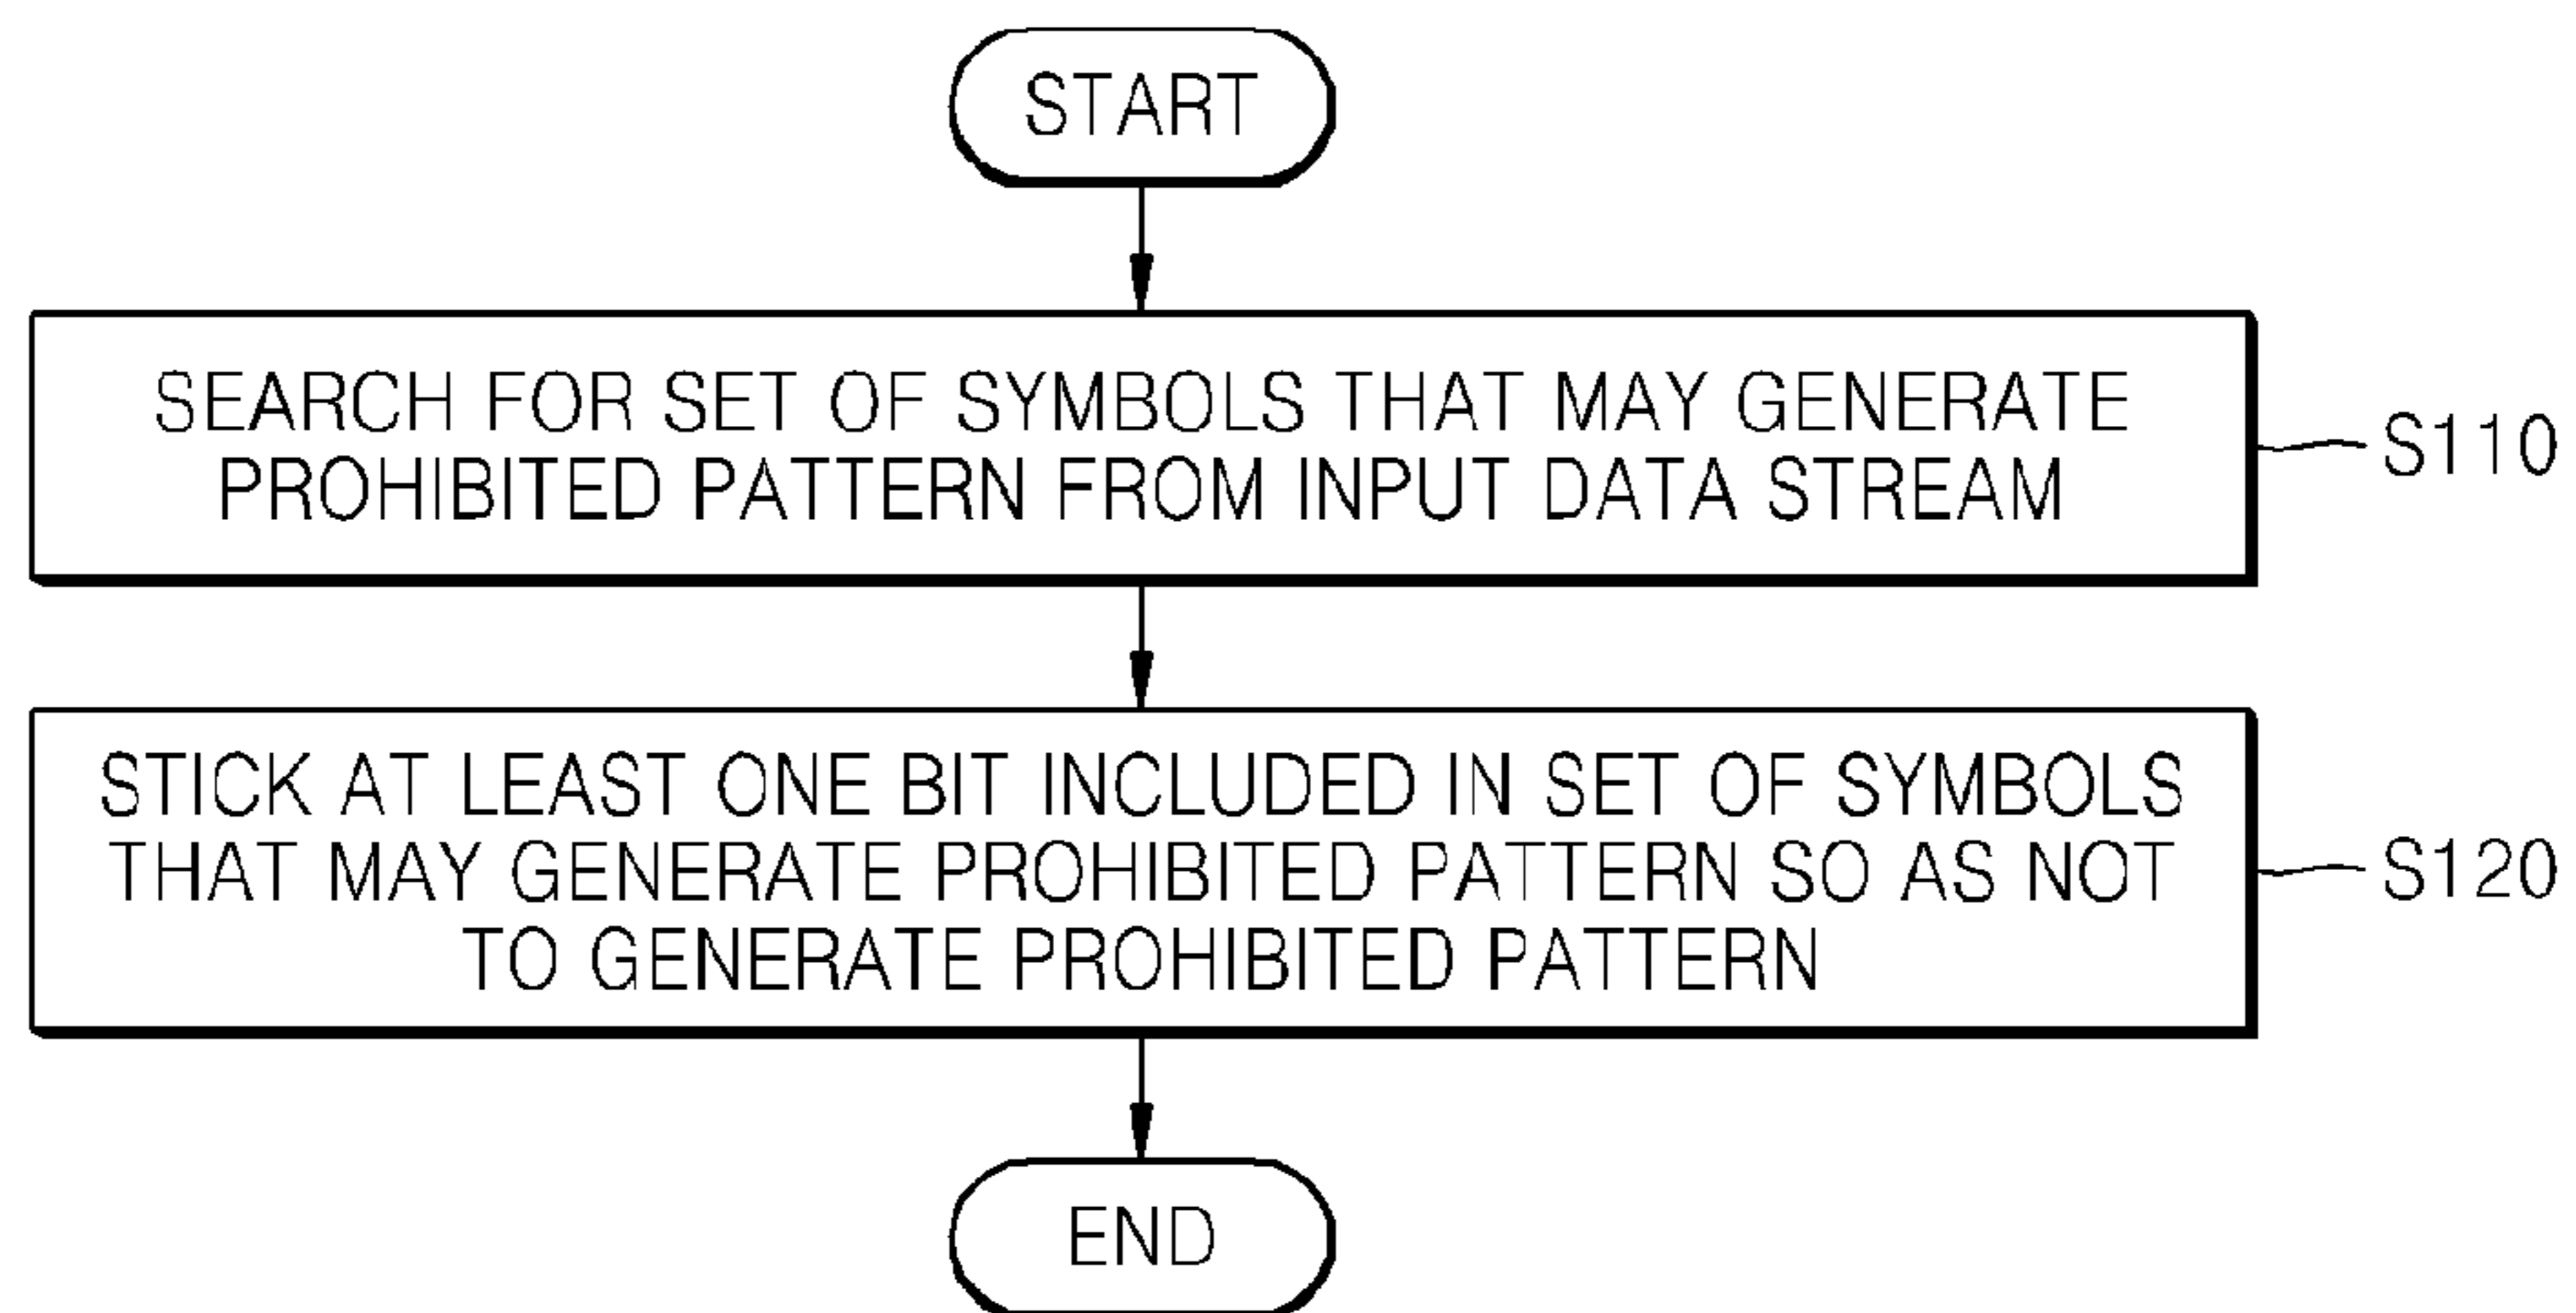 START
SEARCH FOR SET OF SYMBOLS THAT MAY GENERATE
PROHIBITED PATTERN FROM INPUT DATA STREAM
S110
STICK AT LEAST ONE BIT INCLUDED IN SET OF SYMBOLS
THAT MAY GENERATE PROHIBITED PATTERN SO AS NOT
TO GENERATE PROHIBITED PATTERN
S120
END